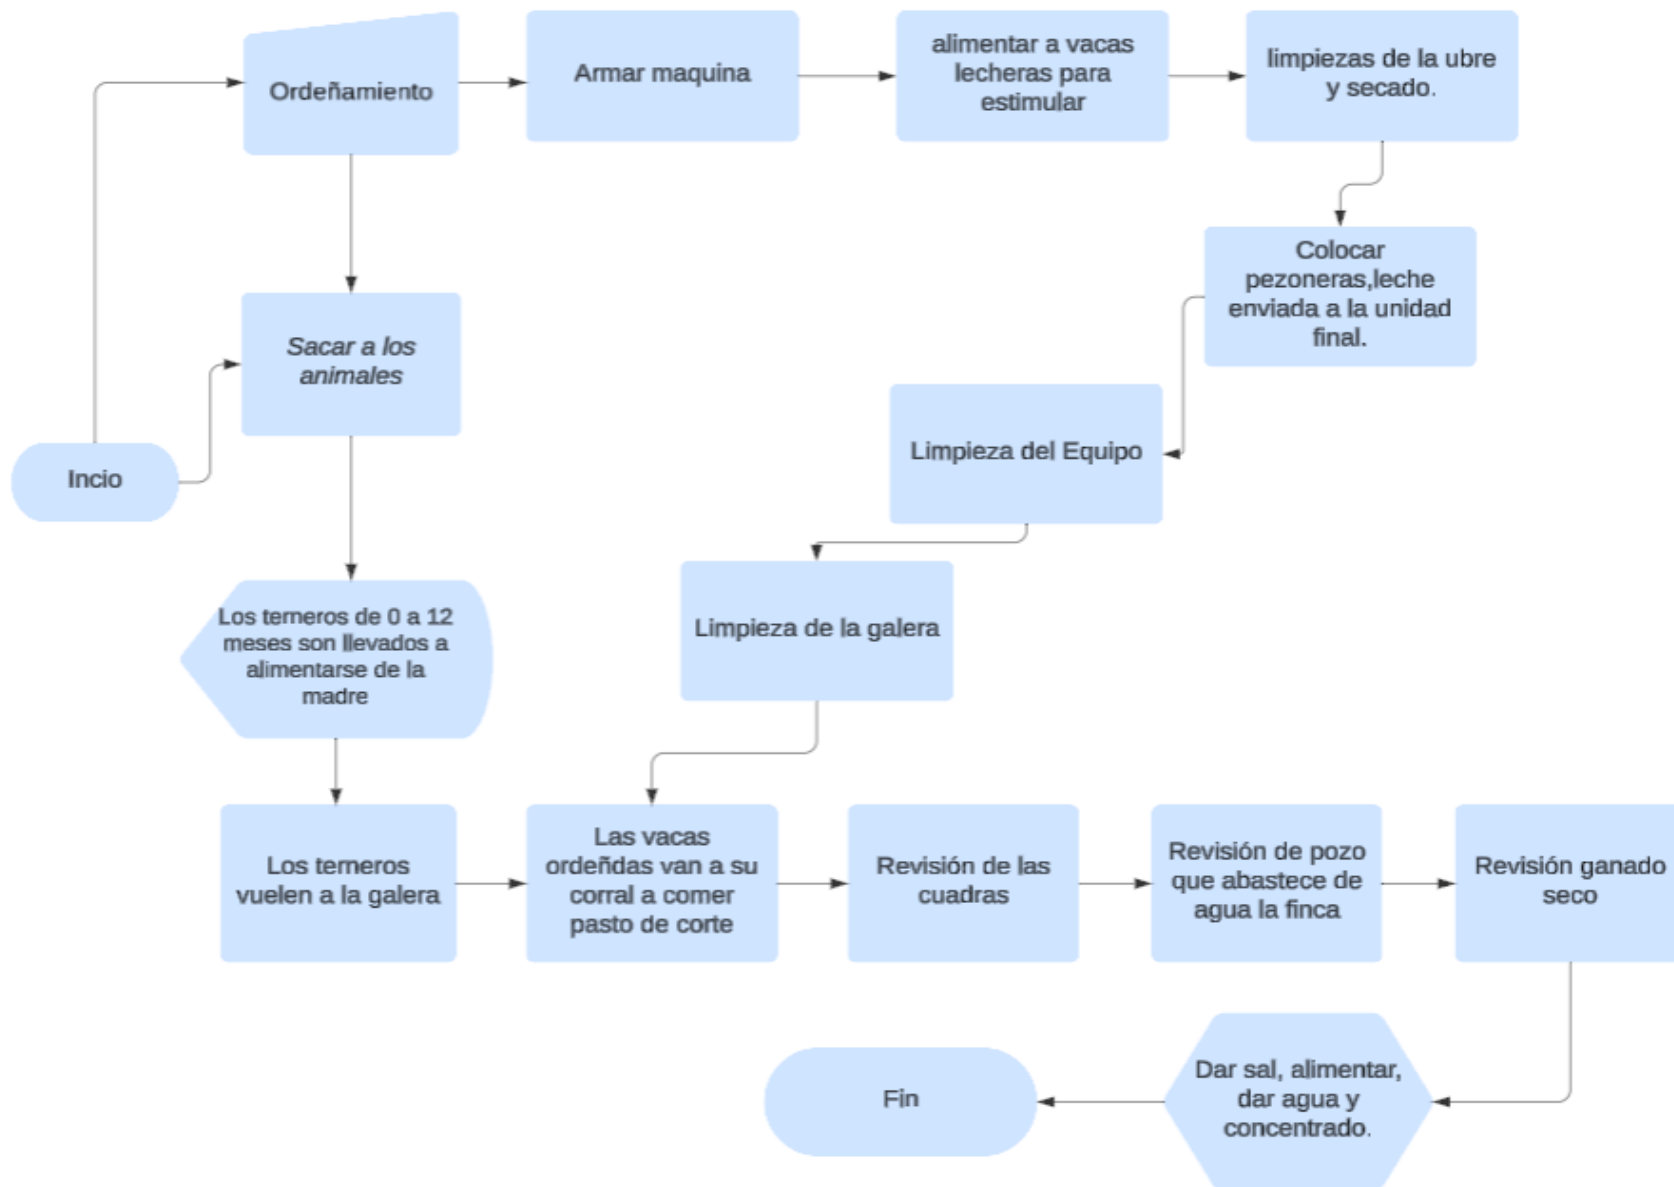 Ordeñamiento
Armar maquina
alimentar a vacas
lecheras para
estimular
limpiezas de la ubre
y secado.
Colocar
pezoneras,leche
enviada a la unidad
final.
Sacar a los
animales
Incio
Limpieza del Equipo
Limpieza de la galera
Los terneros de 0 a 12
meses son llevados a
alimentarse de la
madre
Los terneros
vuelen a la galera
Las vacas
ordeñdas van a su
corral a comer
pasto de corte
Revisión de las
cuadras
Revisión de pozo
que abastece de
agua la finca
Revisión ganado
seco
Dar sal, alimentar,
dar agua y
concentrado.
Fin